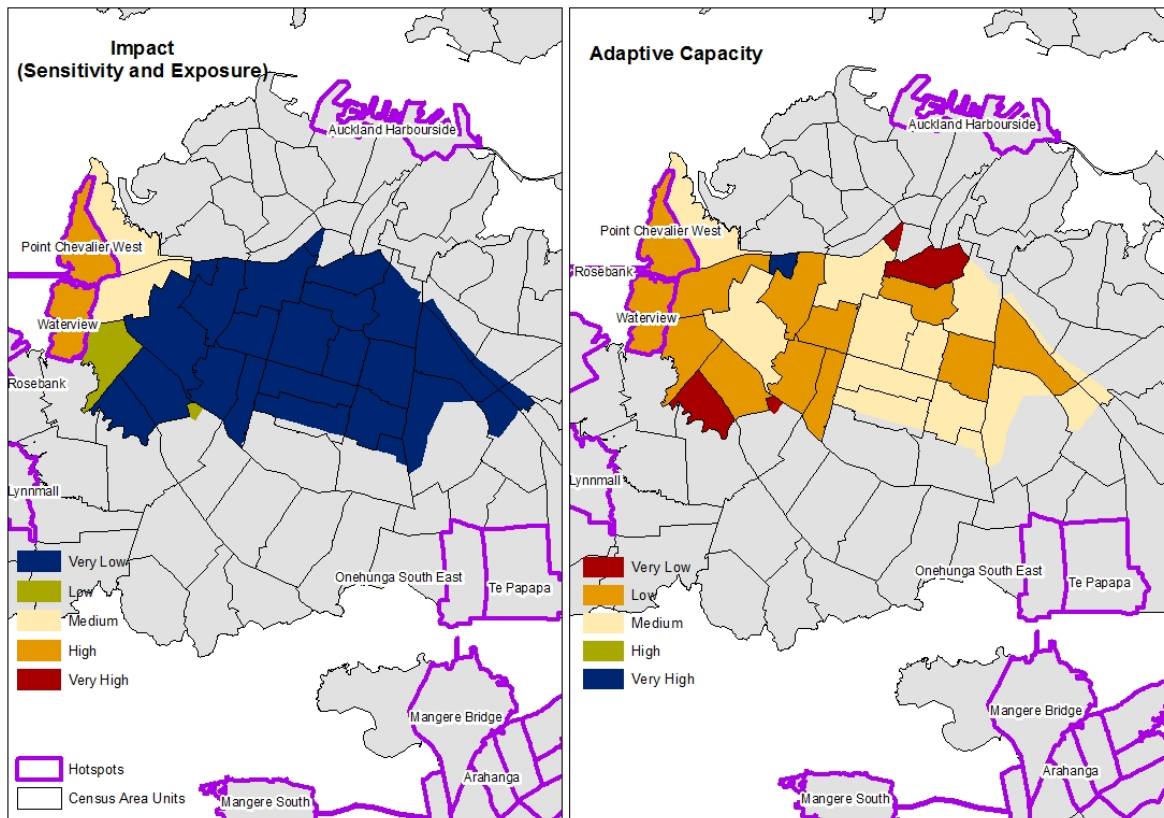 Impact
(Sensitivity and Exposure)
Auckland Harbourside
Point Chevalier West
Waterview
Rosebank
Lynnmall
Very Low
Low
Medium
High
Very High
Onehunga South East
Te Papapa
Mangere Bridge
Arahanga
Mangere South
Hotspots
Census Area Units
Adaptive Capacity
Auckland Harbourside
Point Chevalier West
Rosebank
Waterview
Rosebank
Lynnmall
Very Low
Low
Medium
High
Very High
Onehunga South East
Te Papapa
Mangere Bridge
Arahanga
Mangere South